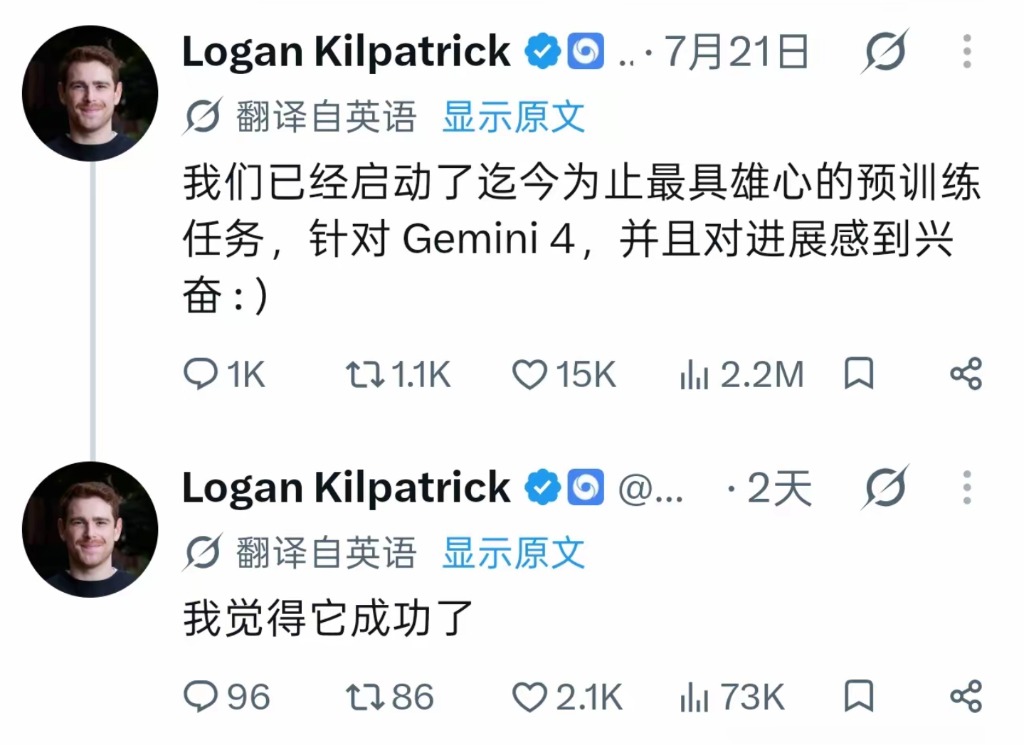 Logan Kilpatrick .. · 7月21日
翻译自英语 显示原文
我们已经启动了迄今为止最具雄心的预训练
任务，针对 Gemini 4，并且对进展感到兴
奋 : )
1K 1.1K 15K 2.2M
Logan Kilpatrick @... · 2天
翻译自英语 显示原文
我觉得它成功了
96 86 2.1K 73K